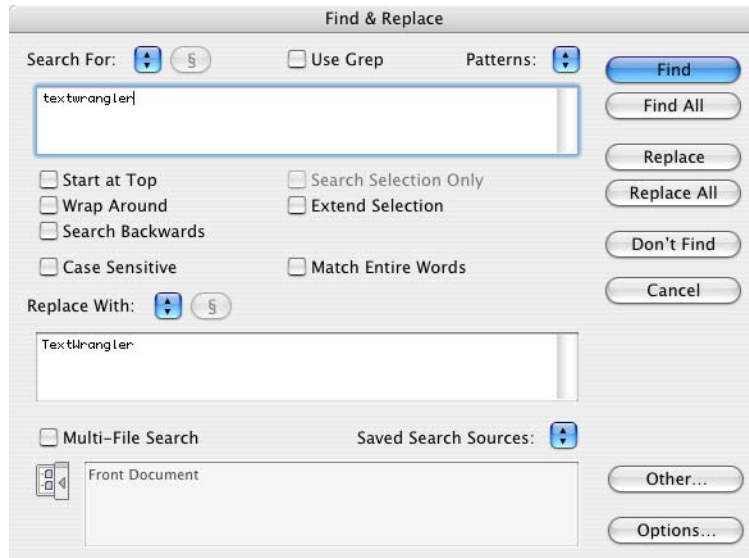 Find & Replace
Search For: § Use Grep Patterns:
textwrangler
Start at Top Search Selection Only
Wrap Around Extend Selection
Search Backwards
Case Sensitive Match Entire Words
Replace With: §
TextWrangler
Multi-File Search Saved Search Sources:
Front Document
Find
Find All
Replace
Replace All
Don't Find
Cancel
Other...
Options...